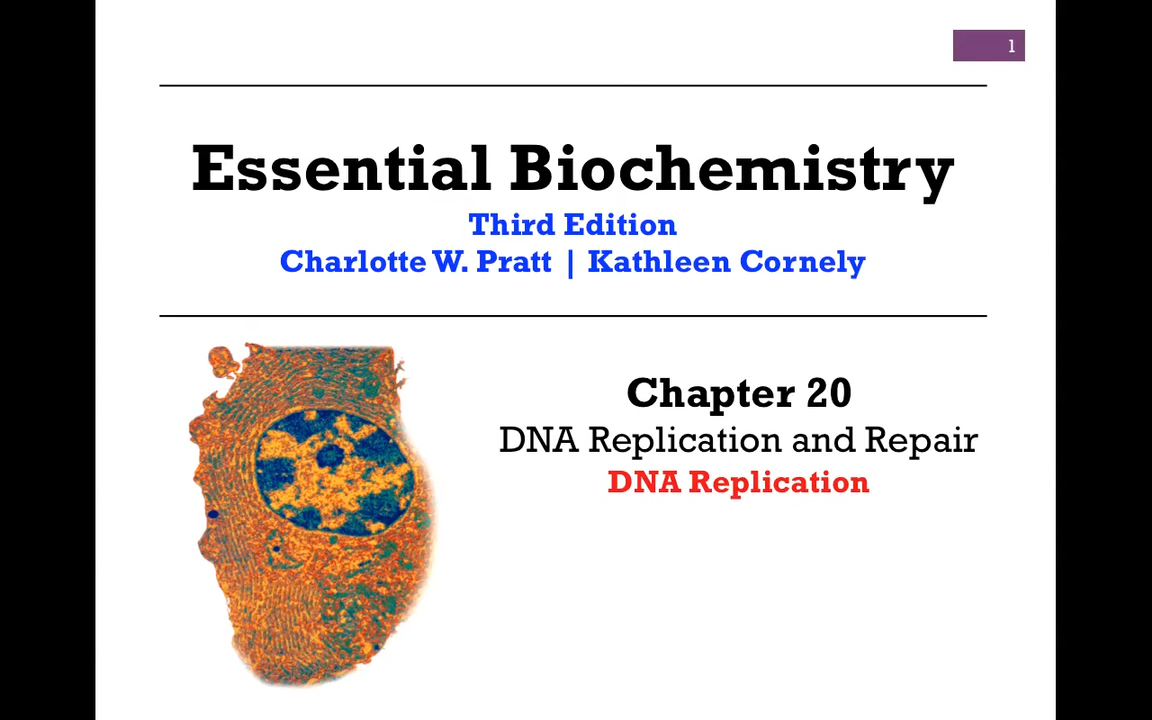 1
Essential Biochemistry
Third Edition
Charlotte W. Pratt | Kathleen Cornely
Chapter 20
DNA Replication and Repair
DNA Replication